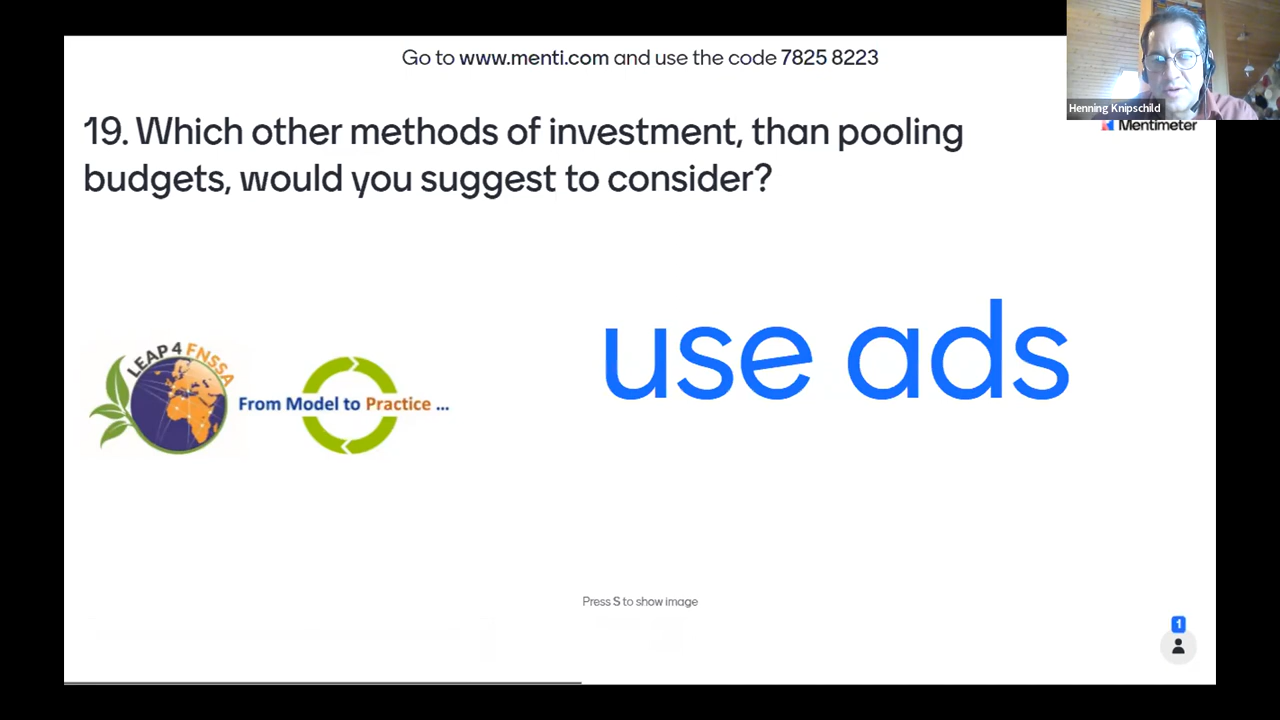 Go to www.menti.com and use the code 7825 8223
Henning Knipschild
Mentimeter
19. Which other methods of investment, than pooling
budgets, would you suggest to consider?
use ads
LEAP 4 FNSSA
From Model to Practice ...
Press S to show image
1